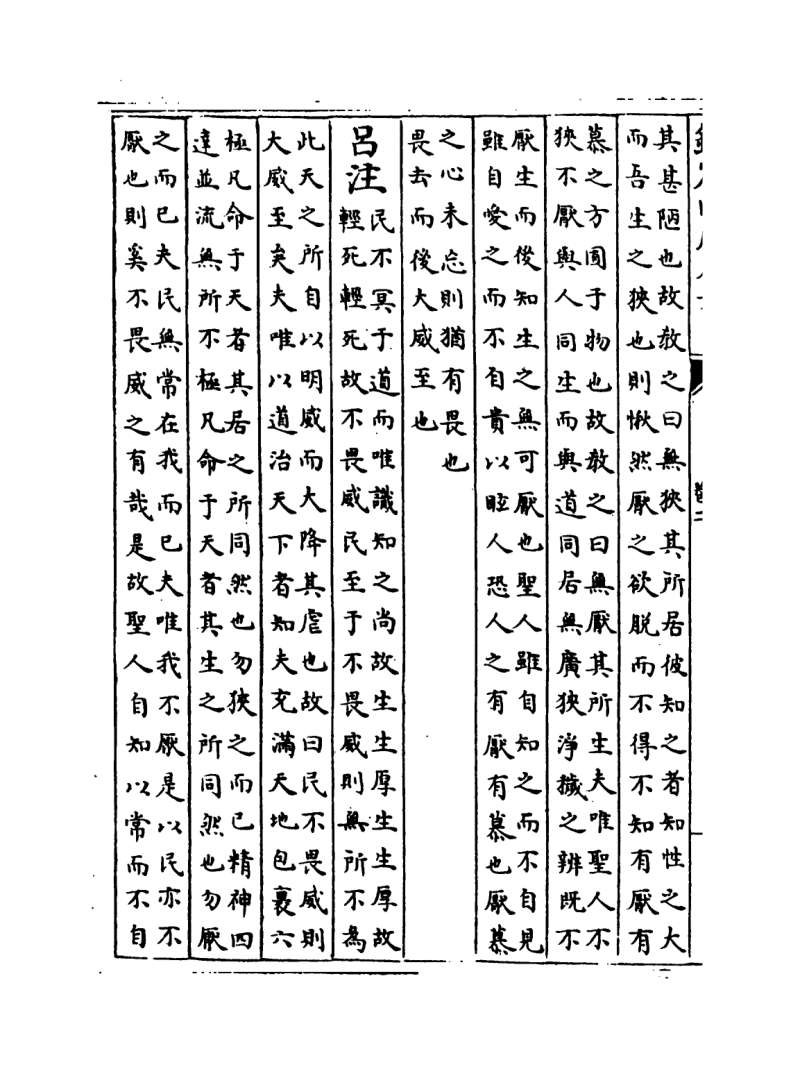 其甚陋也故教之曰無狹其所居彼知之者知性之大
而吾生之狹也則愀然厭之欲脫而不得不知有厭有
慕之方囿于物也故教之曰無厭其所生夫唯聖人不
狹不厭與人同生而與道同居無廣狹淨穢之辨既不
厭生而後知生之無可厭也聖人雖自知之而不自見
雖自愛之而不自貴以眩人恐人之有厭有慕也厭慕
之心未忘則猶有畏也
畏去而後大威至也
呂注
民不冥于道而唯識知之尚故生生厚生生厚故
輕死輕死故不畏威民至于不畏威則無所不為
此天之所自以明威而大降其虐也故曰民不畏威則
大威至矣夫唯以道治天下者知夫充滿天地包裹六
極凡命于天者其居之所同然也勿狹之而已精神四
達並流無所不極凡命于天者其生之所同然也勿厭
之而已夫民無常在我而已夫唯我不厭是以民亦不
厭也則奚不畏威之有哉是故聖人自知以常而不自